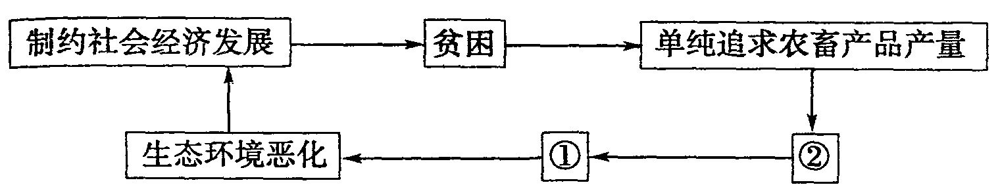 制约社会经济发展
贫困
单纯追求农畜产品产量
生态环境恶化
①
②